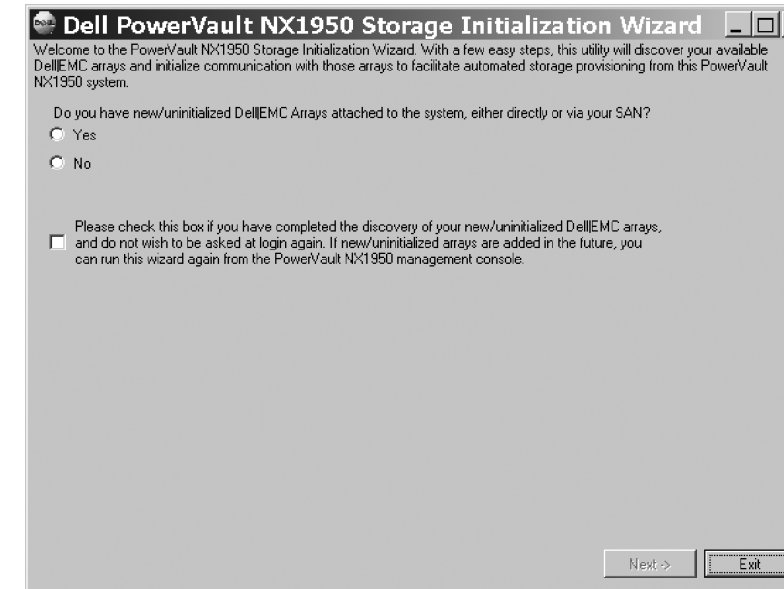 Dell PowerVault NX1950 Storage Initialization Wizard
Welcome to the PowerVault NX1950 Storage Initialization Wizard. With a few easy steps, this utility will discover your available
Dell|EMC arrays and initialize communication with those arrays to facilitate automated storage provisioning from this PowerVault
NX1950 system.
Do you have new/uninitialized Dell|EMC Arrays attached to the system, either directly or via your SAN?
Yes
No
Please check this box if you have completed the discovery of your new/uninitialized Dell|EMC arrays,
and do not wish to be asked at login again. If new/uninitialized arrays are added in the future, you
can run this wizard again from the PowerVault NX1950 management console.
Next ->
Exit